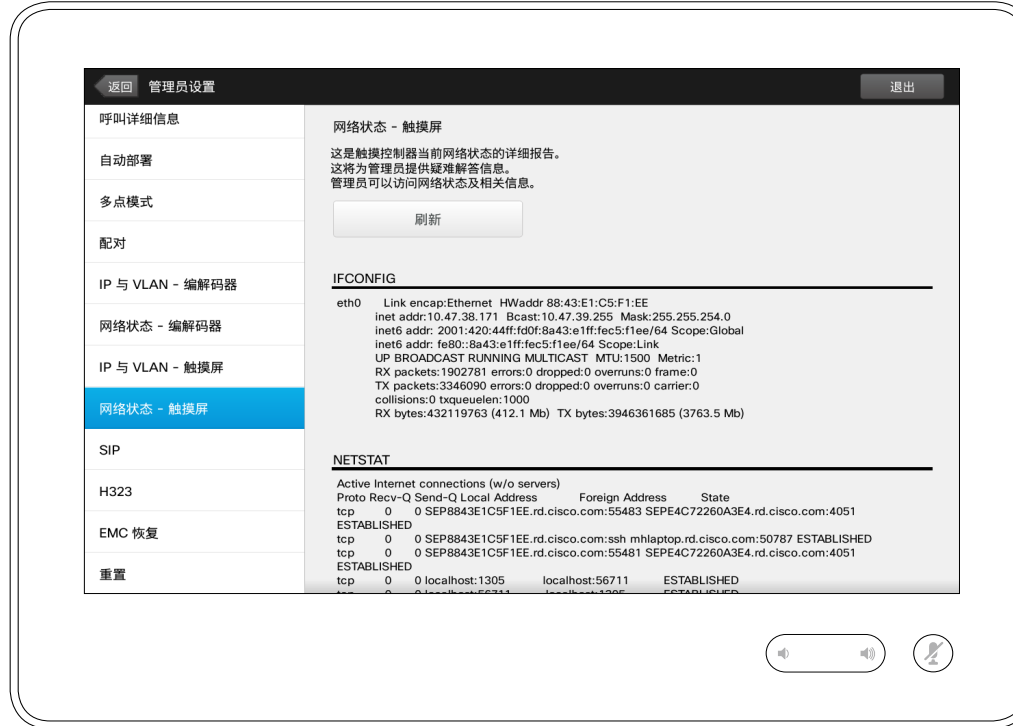 返回 管理员设置 退出
呼叫详细信息
自动部署
多点模式
配对
IP 与 VLAN - 编解码器
网络状态 - 编解码器
IP 与 VLAN - 触摸屏
网络状态 - 触摸屏
SIP
H323
EMC 恢复
重置
网络状态 - 触摸屏
这是触摸控制器当前网络状态的详细报告。
这将为管理员提供疑难解答信息。
管理员可以访问网络状态及相关信息。
刷新
IFCONFIG
eth0 Link encap:Ethernet HWaddr 88:43:E1:C5:F1:EE
inet addr:10.47.38.171 Bcast:10.47.39.255 Mask:255.255.254.0
inet6 addr: 2001:420:44ff:fd0f:8a43:e1ff:fec5:f1ee/64 Scope:Global
inet6 addr: fe80::8a43:e1ff:fec5:f1ee/64 Scope:Link
UP BROADCAST RUNNING MULTICAST MTU:1500 Metric:1
RX packets:1902781 errors:0 dropped:0 overruns:0 frame:0
TX packets:3346090 errors:0 dropped:0 overruns:0 carrier:0
collisions:0 txqueuelen:1000
RX bytes:432119763 (412.1 Mb) TX bytes:3946361685 (3763.5 Mb)
NETSTAT
Active Internet connections (w/o servers)
Proto Recv-Q Send-Q Local Address Foreign Address State
tcp 0 0 SEP8843E1C5F1EE.rd.cisco.com:55483 SEPE4C72260A3E4.rd.cisco.com:4051
ESTABLISHED
tcp 0 0 SEP8843E1C5F1EE.rd.cisco.com:ssh mhlaptop.rd.cisco.com:50787 ESTABLISHED
tcp 0 0 SEP8843E1C5F1EE.rd.cisco.com:55481 SEPE4C72260A3E4.rd.cisco.com:4051
ESTABLISHED
tcp 0 0 localhost:1305 localhost:56711 ESTABLISHED
tcp 0 0 localhost:56711 localhost:1305 ESTABLISHED